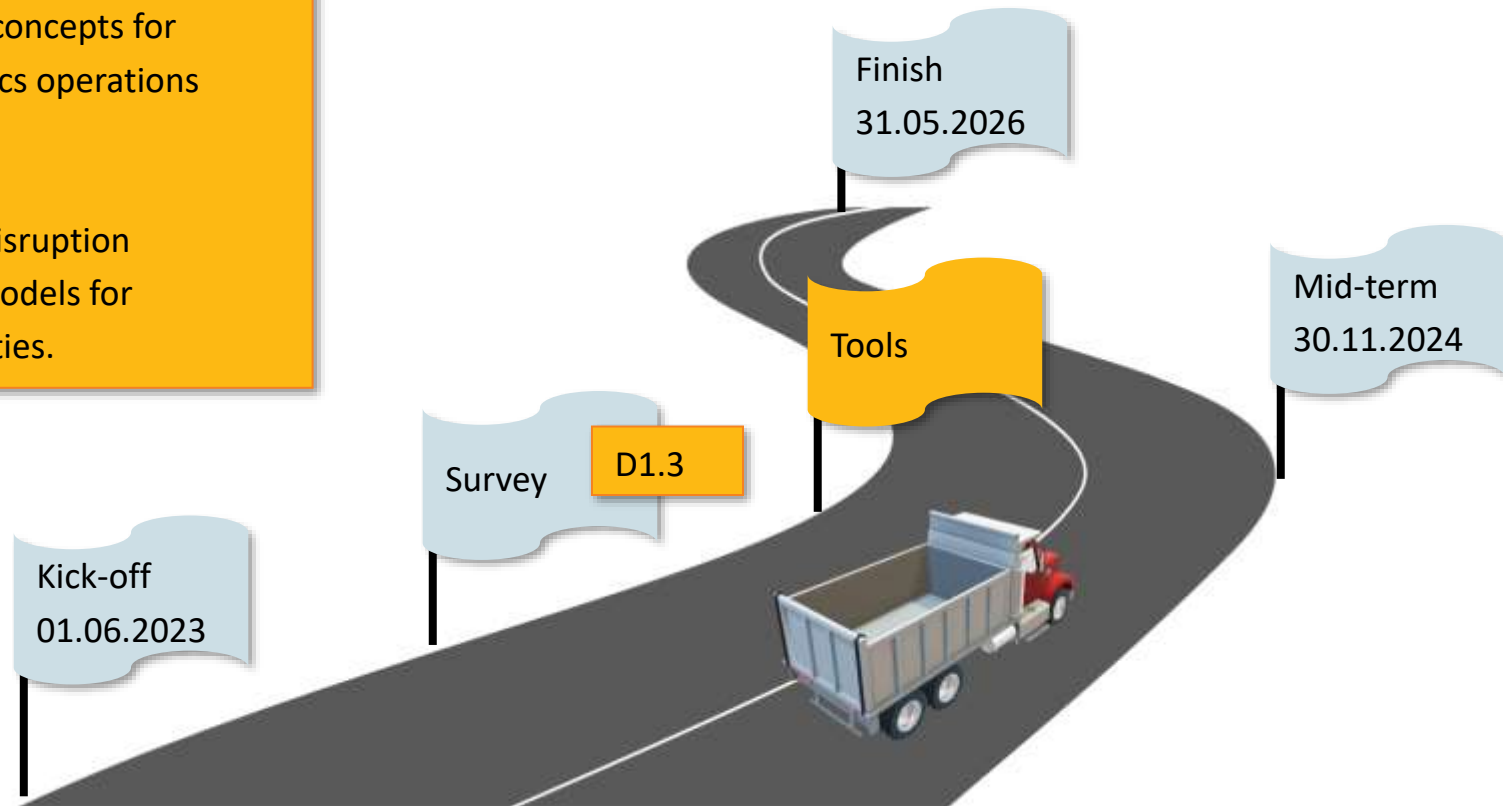 concepts for
cs operations
isruption
odels for
ties.
Finish
31.05.2026
Mid-term
30.11.2024
Tools
Survey
D1.3
Kick-off
01.06.2023